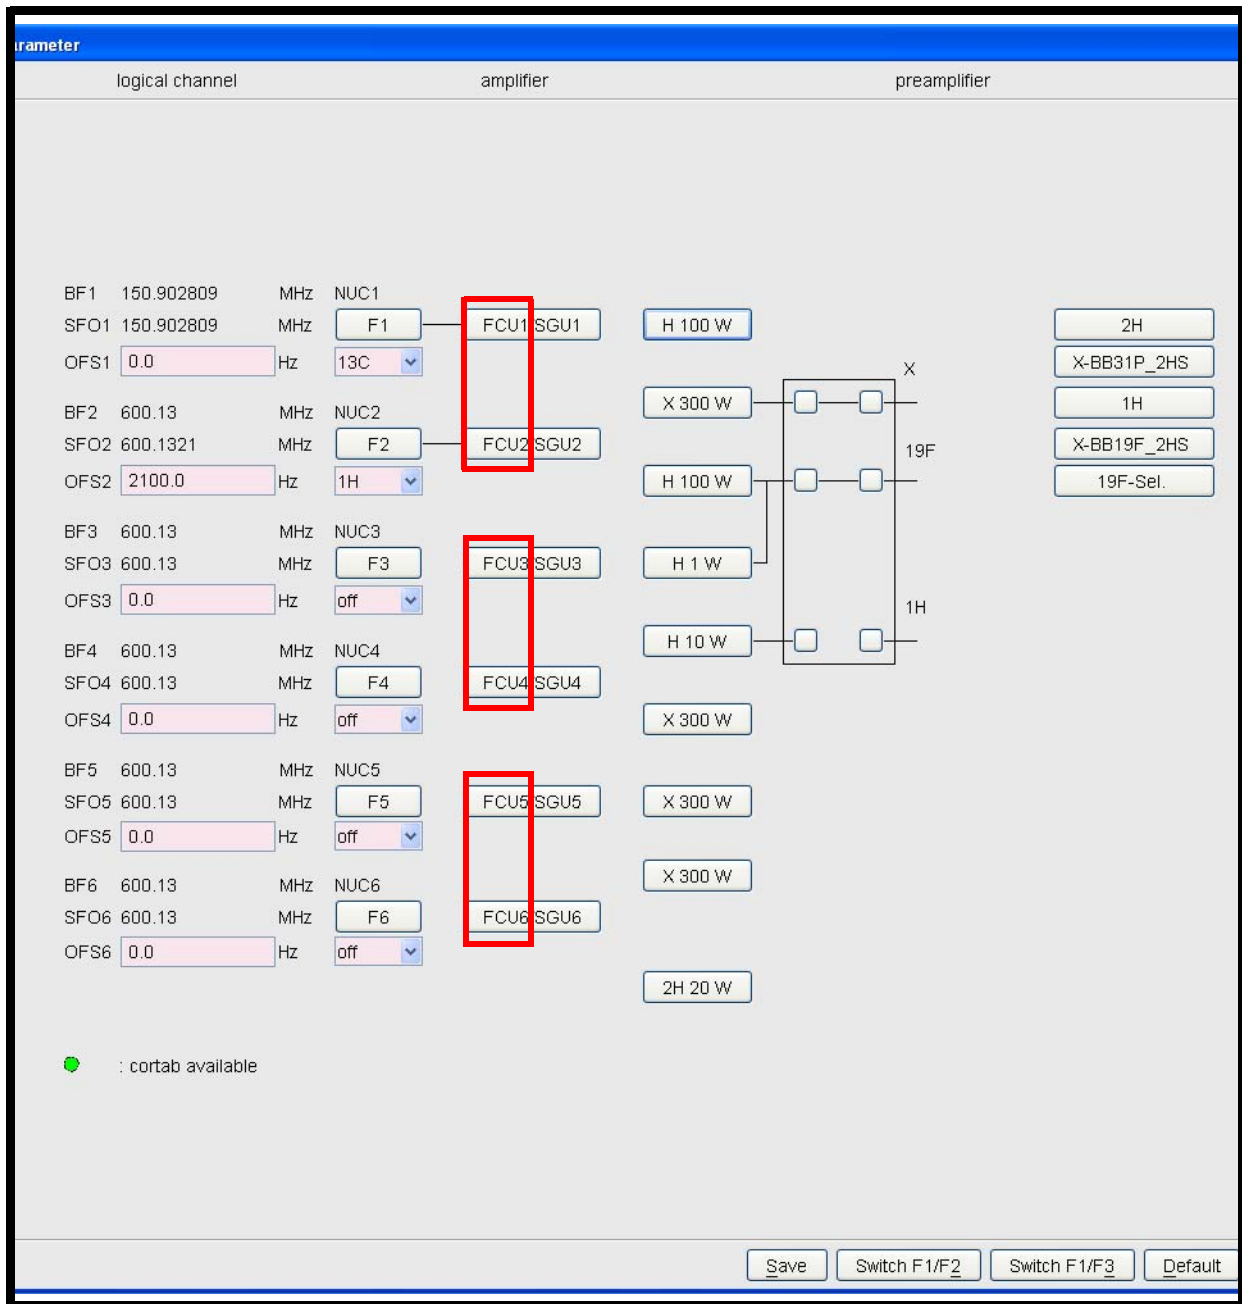 arameter
logical channel amplifier preamplifier
BF1 150.902809 MHz NUC1
SFO1 150.902809 MHz F1 FCU1 SGU1 H 100 W 2H
OFS1 0.0 Hz 13C X X-BB31P_2HS
BF2 600.13 MHz NUC2 X 300 W 1H
SFO2 600.1321 MHz F2 FCU2 SGU2 19F X-BB19F_2HS
OFS2 2100.0 Hz 1H H 100 W 19F-Sel.
BF3 600.13 MHz NUC3
SFO3 600.13 MHz F3 FCU3 SGU3 H 1 W
OFS3 0.0 Hz off 1H
BF4 600.13 MHz NUC4 H 10 W
SFO4 600.13 MHz F4 FCU4 SGU4
OFS4 0.0 Hz off X 300 W
BF5 600.13 MHz NUC5
SFO5 600.13 MHz F5 FCU5 SGU5 X 300 W
OFS5 0.0 Hz off
BF6 600.13 MHz NUC6 X 300 W
SFO6 600.13 MHz F6 FCU6 SGU6
OFS6 0.0 Hz off
2H 20 W
: cortab available
Save Switch F1/F2 Switch F1/F3 Default